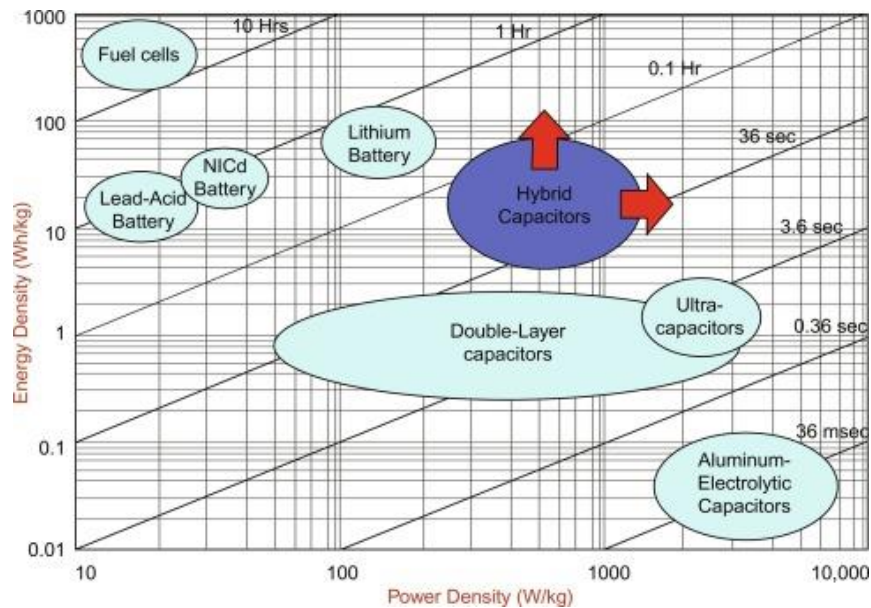 1000
10 Hrs
1 Hr
Fuel cells
0.1 Hr
100
Lithium
Battery
36 sec
NICd
Battery
Lead-Acid
Battery
Hybrid
Capacitors
10
3.6 sec
Ultra-
capacitors
Double-Layer
capacitors
1
0.36 sec
0.1
36 msec
Aluminum-
Electrolytic
Capacitors
0.01
10
100
1000
10,000
Energy Density (Wh/kg)
Power Density (W/kg)